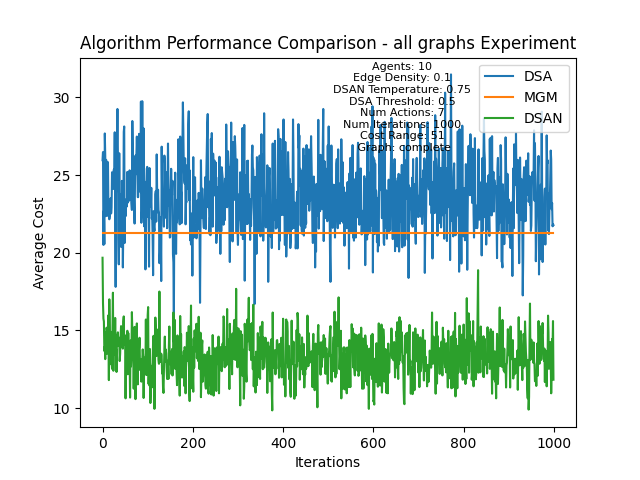 Algorithm Performance Comparison - all graphs Experiment
Agents: 10
Edge Density: 0.1
DSAN Temperature: 0.75
DSA Threshold: 0.5
Num Actions: 7
Num Iterations: 1000
Cost Range: 51
Graph: complete
DSA
MGM
DSAN
30
25
20
15
10
Average Cost
0
200
400
600
800
1000
Iterations